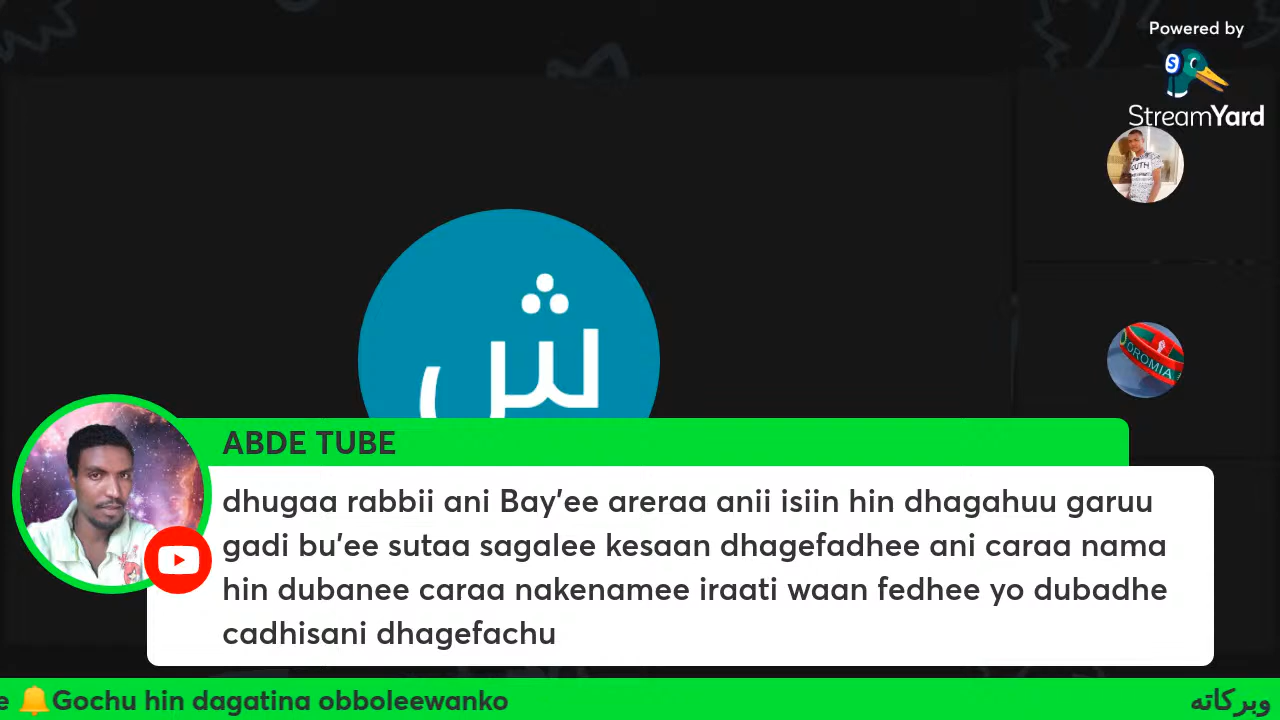 Powered by
S
StreamYard
OUTH
OROMIA
ش
ABDE TUBE
dhugaa rabbii ani Bay'ee areraa anii isiin hin dhagahuu garuu
gadi bu'ee sutaa sagalee kesaan dhagefadhee ani caraa nama
hin dubanee caraa nakenamee iraati waan fedhee yo dubadhe
cadhisani dhagefachu
e 🔔Gochu hin dagatina obboleewanko
وبركاته